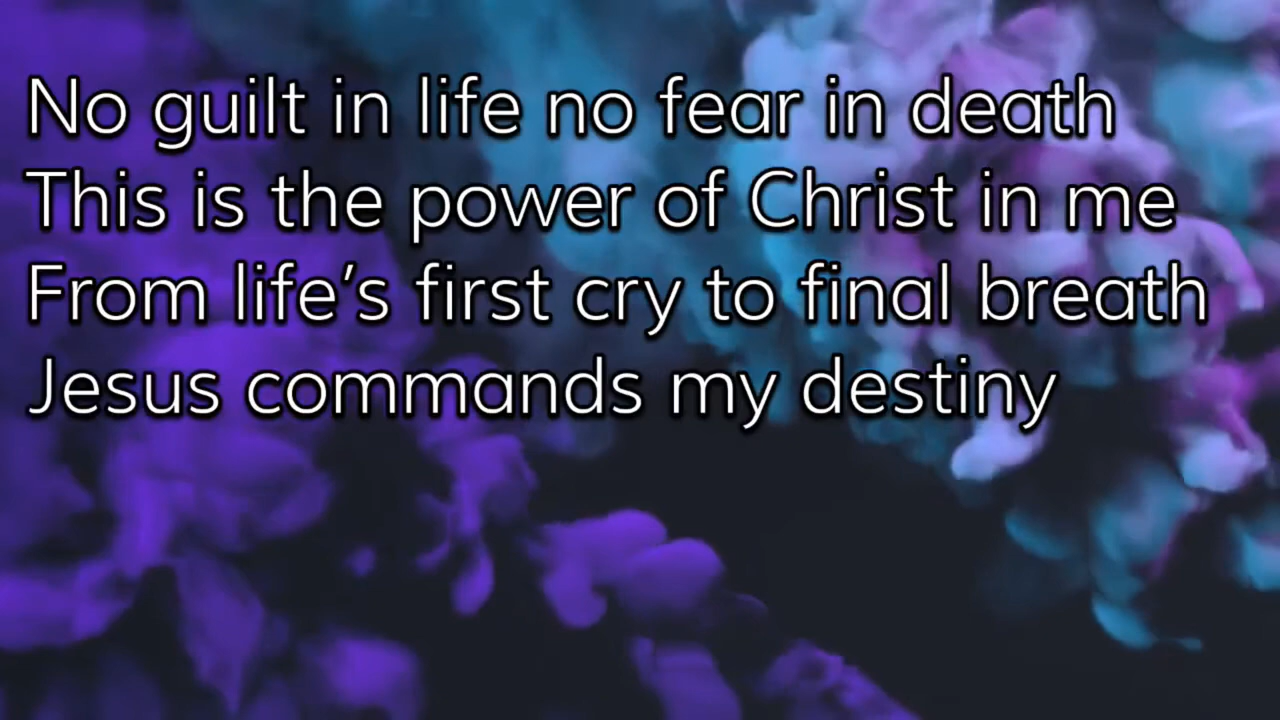 No guilt in life no fear in death
This is the power of Christ in me
From life’s first cry to final breath
Jesus commands my destiny